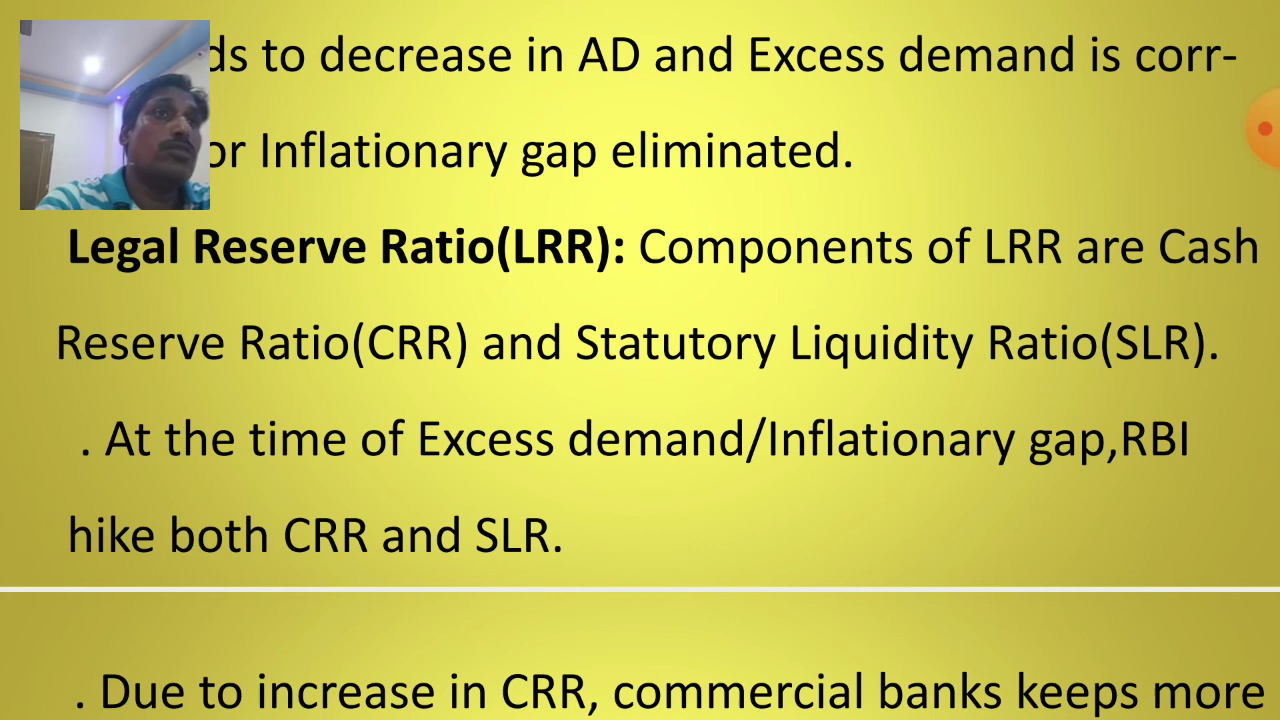 ds to decrease in AD and Excess demand is corr-
or Inflationary gap eliminated.
Legal Reserve Ratio(LRR): Components of LRR are Cash
Reserve Ratio(CRR) and Statutory Liquidity Ratio(SLR).
. At the time of Excess demand/Inflationary gap,RBI
hike both CRR and SLR.
. Due to increase in CRR, commercial banks keeps more